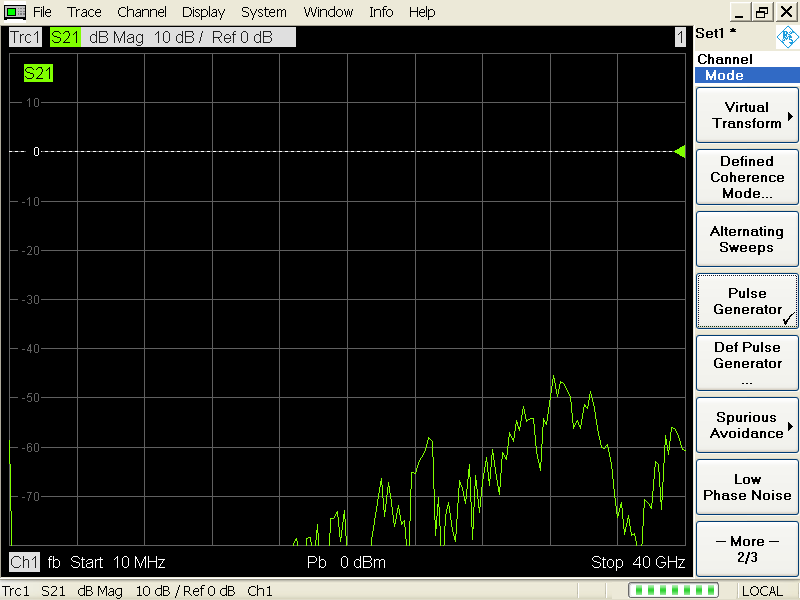 File Trace Channel Display System Window Info Help
Trc1 S21 dB Mag 10 dB / Ref 0 dB 1
Set1 *
R&S
S21
10
0
-10
-20
-30
-40
-50
-60
-70
Ch1 fb Start 10 MHz Pb 0 dBm Stop 40 GHz
Channel
Mode
Virtual
Transform
Defined
Coherence
Mode...
Alternating
Sweeps
Pulse
Generator
Def Pulse
Generator
...
Spurious
Avoidance
Low
Phase Noise
— More —
2/3
Trc1 S21 dB Mag 10 dB / Ref 0 dB Ch1 LOCAL